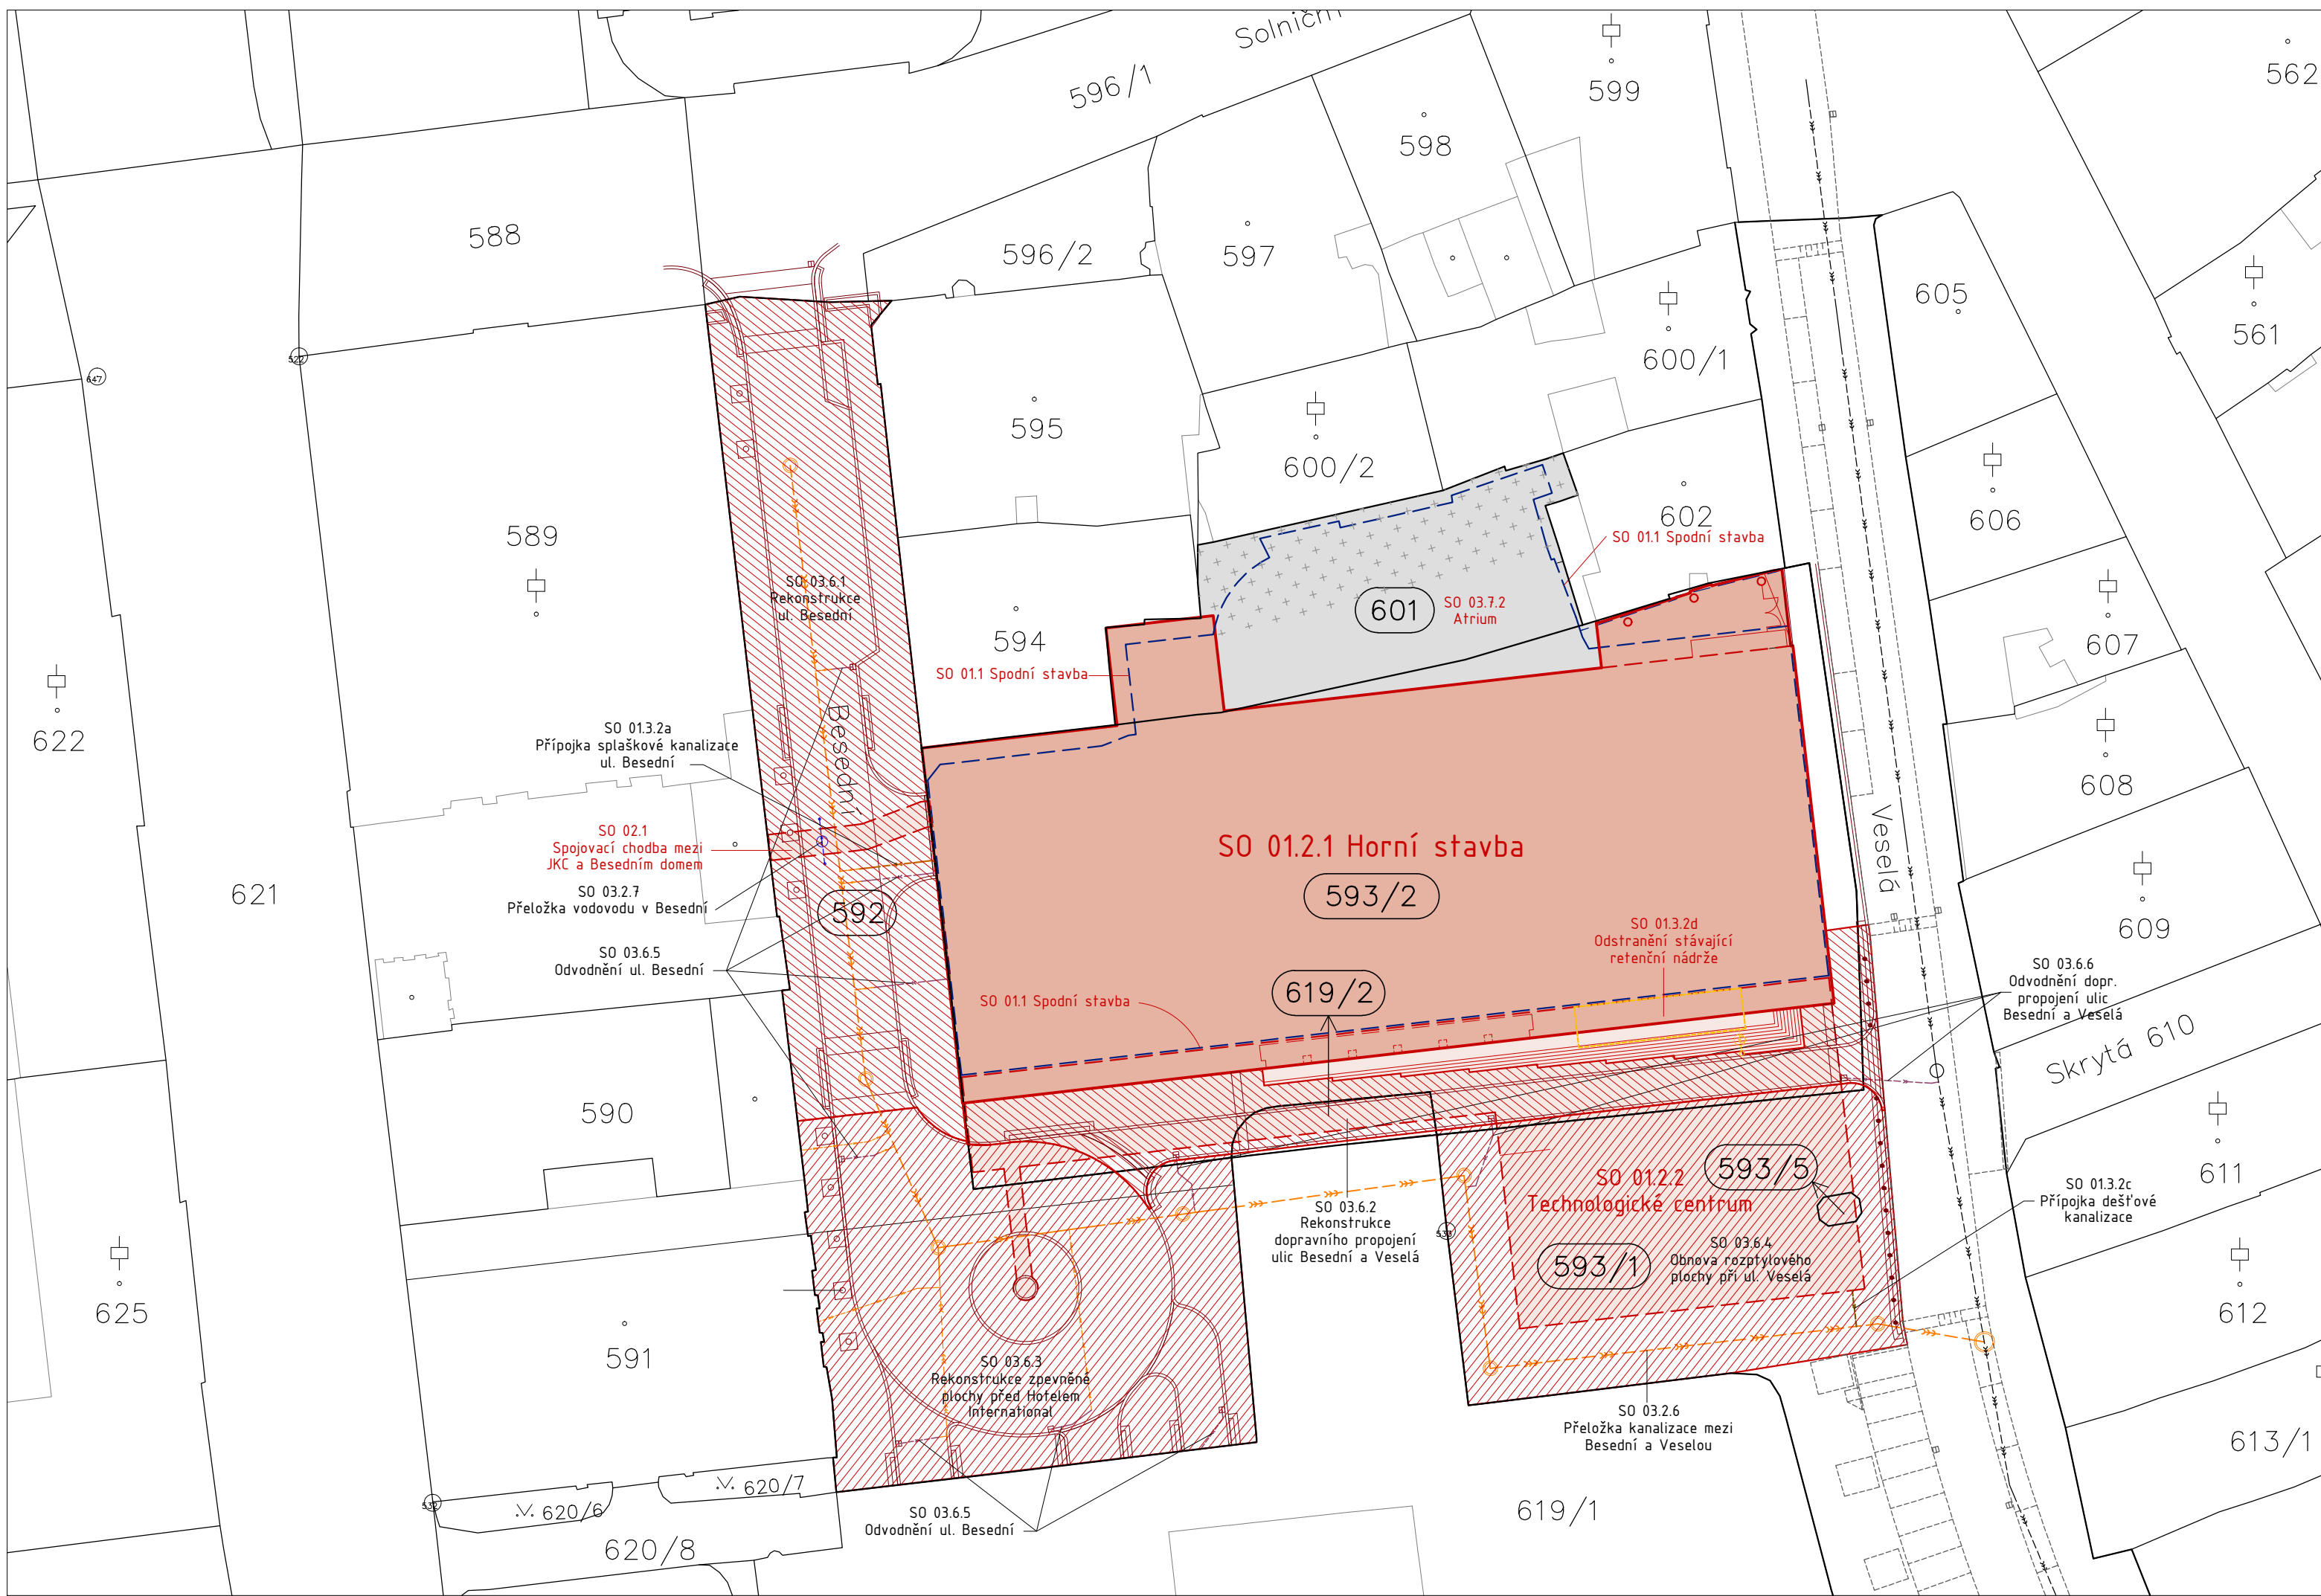 Solniční
596/1
599
562
598
588
596/2
597
605
561
600/1
522
647
595
600/2
602
606
589
SO 01.1 Spodní stavba
SO 03.6.1
Rekonstrukce
ul. Besední
601
SO 03.7.2
Atrium
607
594
SO 01.1 Spodní stavba
622
SO 01.3.2a
Přípojka splaškové kanalizace
ul. Besední
Besední
608
SO 02.1
Spojovací chodba mezi
JKC a Besedním domem
SO 01.2.1 Horní stavba
Veselá
621
SO 03.2.7
Přeložka vodovodu v Besední
592
593/2
609
SO 01.3.2d
Odstranění stávající
retenční nádrže
SO 03.6.5
Odvodnění ul. Besední
SO 03.6.6
Odvodnění dopr.
propojení ulic
Besední a Veselá
619/2
SO 01.1 Spodní stavba
Skrytá 610
590
611
SO 01.2.2
Technologické centrum
593/5
SO 01.3.2c
Přípojka dešťové
kanalizace
SO 03.6.2
Rekonstrukce
dopravního propojení
ulic Besední a Veselá
533
593/1
SO 03.6.4
Obnova rozptylového
plochy při ul. Veselá
625
612
591
SO 03.6.3
Rekonstrukce zpevněné
plochy před Hotelem
International
SO 03.2.6
Přeložka kanalizace mezi
Besední a Veselou
613/1
532
620/6
620/7
SO 03.6.5
Odvodnění ul. Besední
619/1
620/8